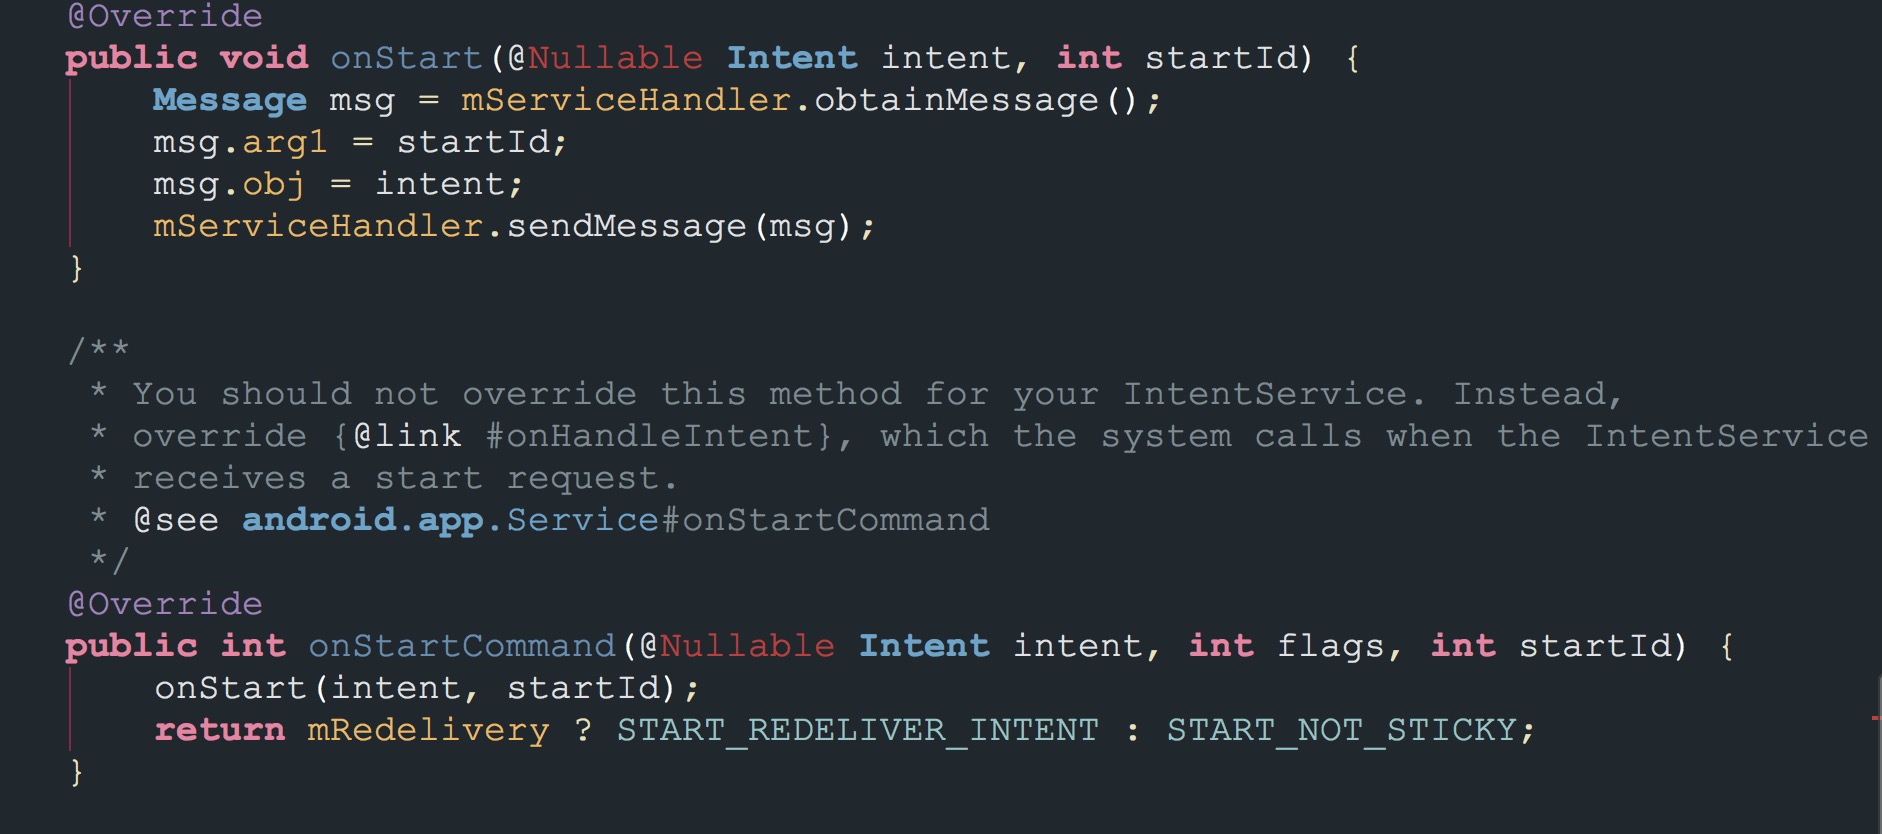 @Override
public void onStart(@Nullable Intent intent, int startId) {
    Message msg = mServiceHandler.obtainMessage();
    msg.arg1 = startId;
    msg.obj = intent;
    mServiceHandler.sendMessage(msg);
}

/**
 * You should not override this method for your IntentService. Instead,
 * override {@link #onHandleIntent}, which the system calls when the IntentService
 * receives a start request.
 * @see android.app.Service#onStartCommand
 */
@Override
public int onStartCommand(@Nullable Intent intent, int flags, int startId) {
    onStart(intent, startId);
    return mRedelivery ? START_REDELIVER_INTENT : START_NOT_STICKY;
}